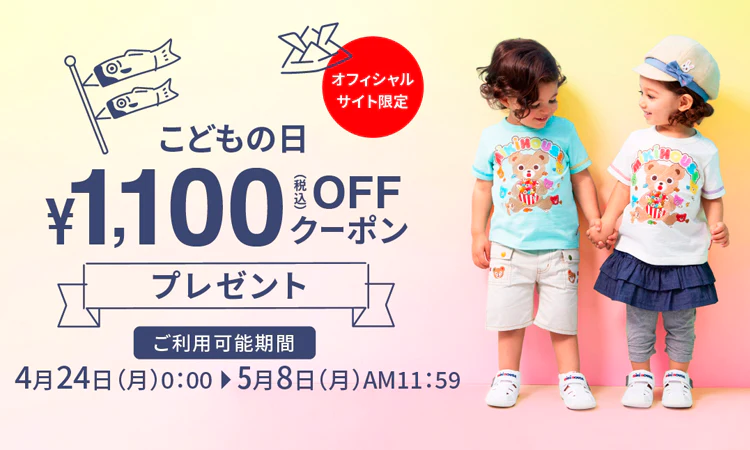 オフィシャル
サイト限定
こどもの日
¥1,100(税込)OFF
クーポン
プレゼント
ご利用可能期間
4月24日(月)0:00▶5月8日(月)AM11:59
MIKIHOUSE
MIKIHOUSE